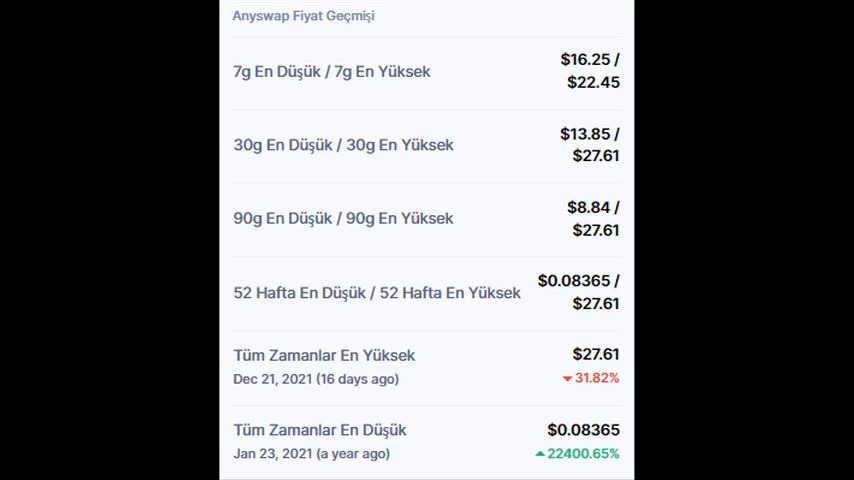 Anyswap Fiyat Geçmişi
7g En Düşük / 7g En Yüksek
$16.25 /
$22.45
30g En Düşük / 30g En Yüksek
$13.85 /
$27.61
90g En Düşük / 90g En Yüksek
$8.84 /
$27.61
52 Hafta En Düşük / 52 Hafta En Yüksek
$0.08365 /
$27.61
Tüm Zamanlar En Yüksek
$27.61
Dec 21, 2021 (16 days ago)
31.82%
Tüm Zamanlar En Düşük
$0.08365
Jan 23, 2021 (a year ago)
22400.65%